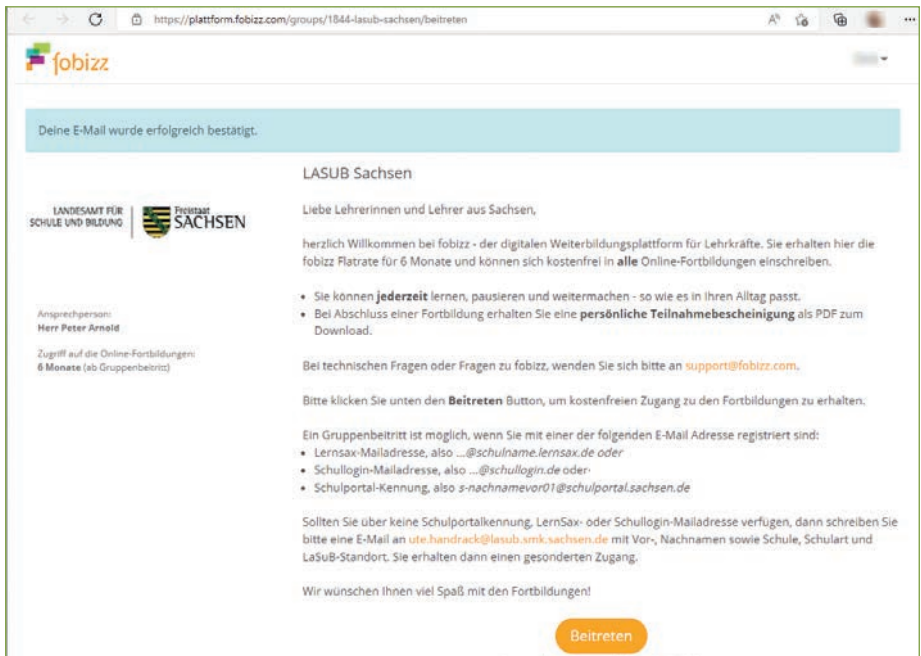 https://plattform.fobizz.com/groups/1844-lasub-sachsen/beitreten
fobizz
Deine E-Mail wurde erfolgreich bestätigt.
LANDESAMT FÜR
SCHULE UND BILDUNG
Freistaat
SACHSEN
Ansprechperson:
Herr Peter Arnold
Zugriff auf die Online-Fortbildungen:
6 Monate (ab Gruppenbeitritt)
LASUB Sachsen
Liebe Lehrerinnen und Lehrer aus Sachsen,
herzlich Willkommen bei fobizz - der digitalen Weiterbildungsplattform für Lehrkräfte. Sie erhalten hier die
fobizz Flatrate für 6 Monate und können sich kostenfrei in alle Online-Fortbildungen einschreiben.
• Sie können jederzeit lernen, pausieren und weitermachen - so wie es in Ihren Alltag passt.
• Bei Abschluss einer Fortbildung erhalten Sie eine persönliche Teilnahmebescheinigung als PDF zum
Download.
Bei technischen Fragen oder Fragen zu fobizz, wenden Sie sich bitte an support@fobizz.com.
Bitte klicken Sie unten den Beitreten Button, um kostenfreien Zugang zu den Fortbildungen zu erhalten.
Ein Gruppenbeitritt ist möglich, wenn Sie mit einer der folgenden E-Mail Adresse registriert sind:
• Lernsax-Mailadresse, also ...@schulname.lernsax.de oder
• Schullogin-Mailadresse, also ...@schullogin.de oder·
• Schulportal-Kennung, also s-nachnamevor01@schulportal.sachsen.de
Sollten Sie über keine Schulportalkennung, LernSax- oder Schullogin-Mailadresse verfügen, dann schreiben Sie
bitte eine E-Mail an ute.handrack@lasub.smk.sachsen.de mit Vor-, Nachnamen sowie Schule, Schulart und
LaSuB-Standort. Sie erhalten dann einen gesonderten Zugang.
Wir wünschen Ihnen viel Spaß mit den Fortbildungen!
Beitreten